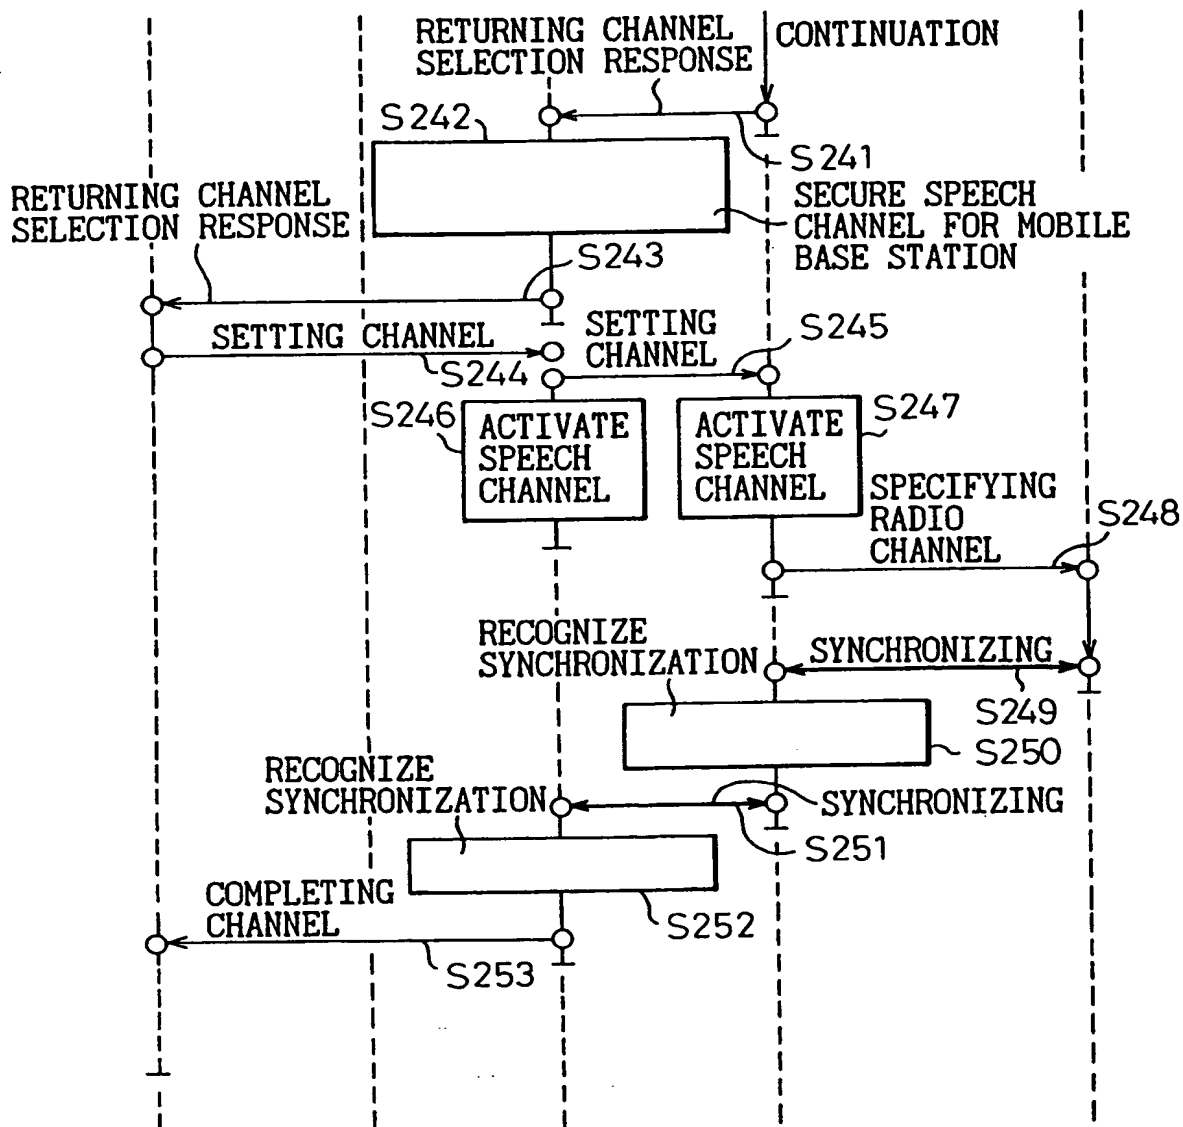 RETURNING CHANNEL
SELECTION RESPONSE
CONTINUATION
S242
S241
RETURNING CHANNEL
SELECTION RESPONSE
SECURE SPEECH
CHANNEL FOR MOBILE
BASE STATION
S243
SETTING CHANNEL
S244
SETTING
CHANNEL
S245
S246
ACTIVATE
SPEECH
CHANNEL
ACTIVATE
SPEECH
CHANNEL
S247
SPECIFYING
RADIO
CHANNEL
S248
RECOGNIZE
SYNCHRONIZATION
SYNCHRONIZING
S249
S250
RECOGNIZE
SYNCHRONIZATION
SYNCHRONIZING
S251
COMPLETING
CHANNEL
S252
S253